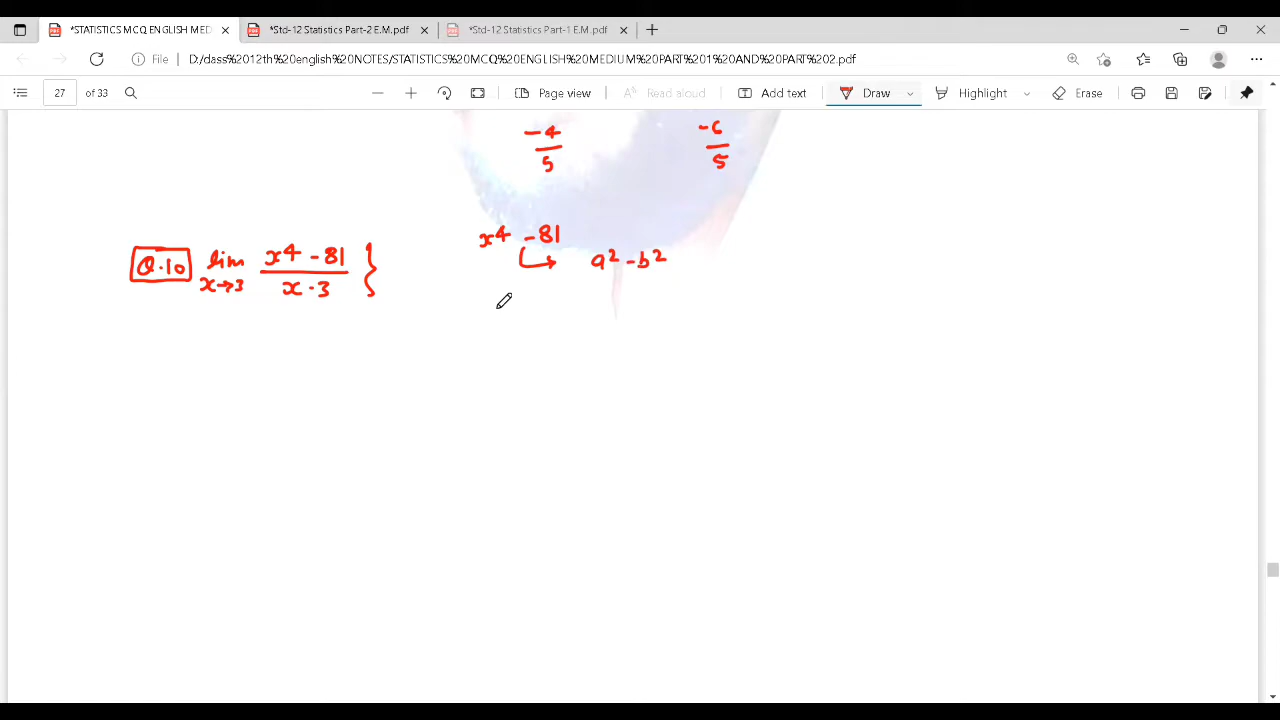 *STATISTICS MCQ ENGLISH MED
*Std-12 Statistics Part-2 E.M.pdf
*Std-12 Statistics Part-1 E.M.pdf
File
D:/class%2012th%20english%20NOTES/STATISTICS%20MCQ%20ENGLISH%20MEDIUM%20PART%201%20AND%20PART%202.pdf
27 of 33
Page view
Read aloud
Add text
Draw
Highlight
Erase
-4/5
-6/5
x⁴ - 81
a² - b²
Q.10 lim x→3 (x⁴ - 81)/(x - 3) }